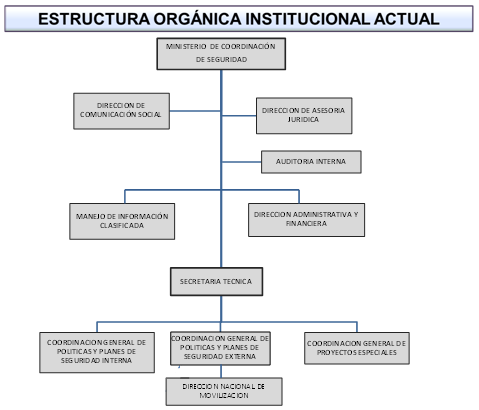 ESTRUCTURA ORGÁNICA INSTITUCIONAL ACTUAL
MINISTERIO DE COORDINACIÓN
DE SEGURIDAD
DIRECCION DE
COMUNICACIÓN SOCIAL
DIRECCION DE ASESORIA
JURIDICA
AUDITORIA INTERNA
MANEJO DE INFORMACIÓN
CLASIFICADA
DIRECCION ADMINISTRATIVA Y
FINANCIERA
SECRETARIA TECNICA
COORDINACION GENERAL DE
POLITICAS Y PLANES DE
SEGURIDAD INTERNA
COORDINACION GENERAL DE
POLITICAS Y PLANES DE
SEGURIDAD EXTERNA
COORDINACION GENERAL DE
PROYECTOS ESPECIALES
DIRECCION NACIONAL DE
MOVILIZACION